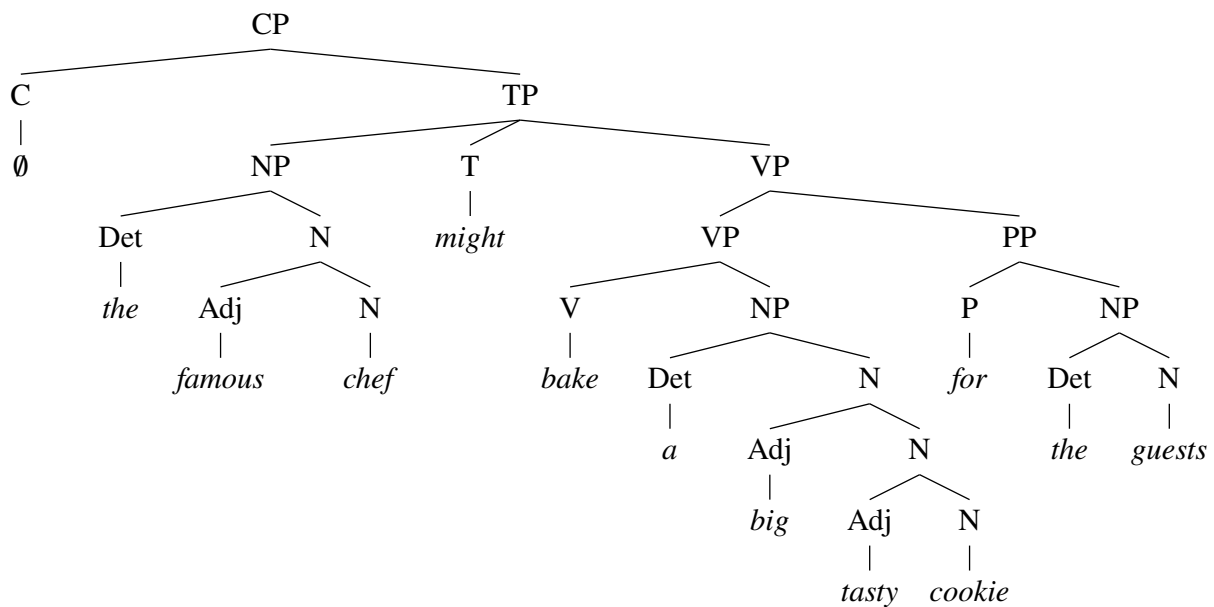 CP
C TP
∅ NP T VP
Det N might VP PP
the Adj N V NP P NP
famous chef bake Det N for Det N
a Adj N the guests
big Adj N
tasty cookie